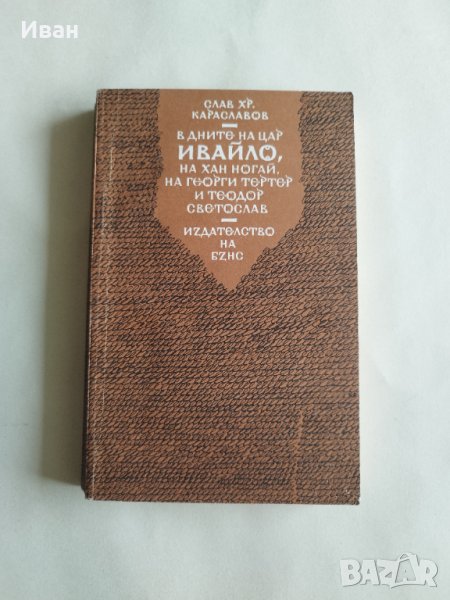 Иван
СЛАВ ХР.
КАРАСЛАВОВ
В ДНИТЕ НА ЦАР
ИВАЙЛО,
НА ХАН НОГАЙ,
НА ГЕОРГИ ТЕРТЕР
И ТЕОДОР
СВЕТОСЛАВ
ИЗДАТЕЛСТВО
НА
БЗНС
BAZAR